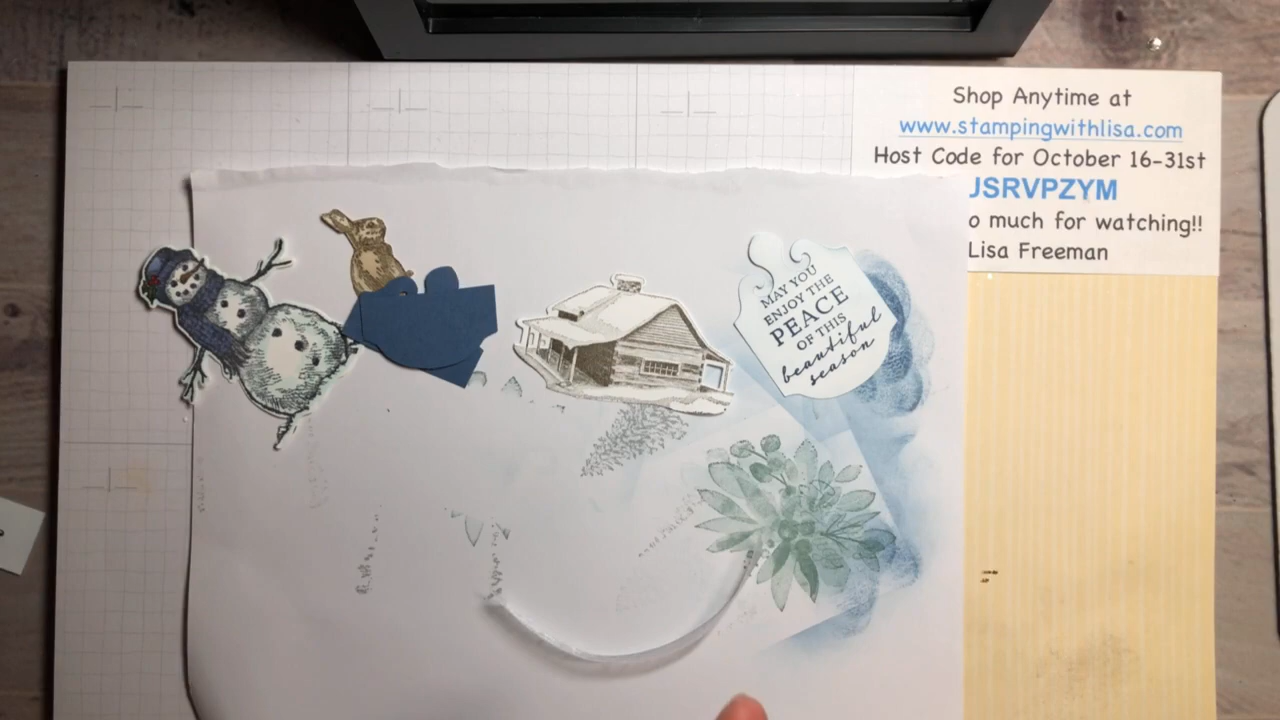 Shop Anytime at
www.stampingwithlisa.com
Host Code for October 16-31st
JSRVPZYM
o much for watching!!
Lisa Freeman
MAY YOU
ENJOY THE
PEACE
OF THIS
beautiful
season